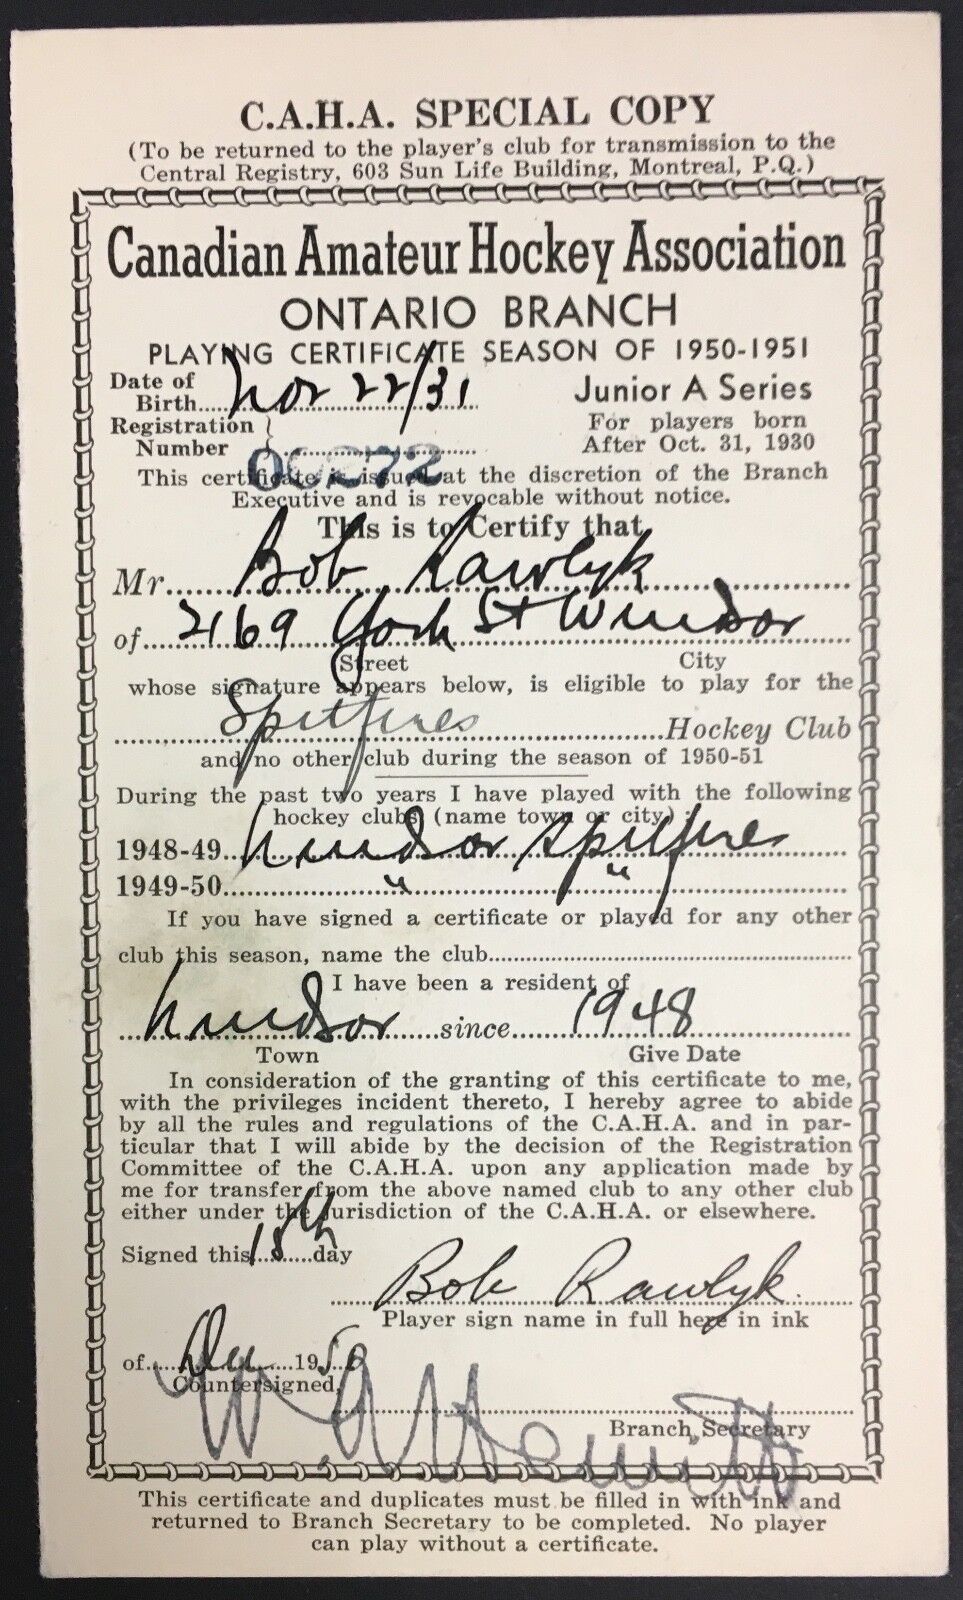 C.A.H.A. SPECIAL COPY
(To be returned to the player's club for transmission to the
Central Registry, 603 Sun Life Building, Montreal, P.Q.)
Canadian Amateur Hockey Association
ONTARIO BRANCH
PLAYING CERTIFICATE SEASON OF 1950-1951
Date of
Birth Nov 22/31
Junior A Series
Registration
Number 00272
For players born
After Oct. 31, 1930
This certificate is issued at the discretion of the Branch
Executive and is revocable without notice.
This is to Certify that
Mr. Bob Rawlyk
of 2169 York St Windsor
Street City
whose signature appears below, is eligible to play for the
Spitfires Hockey Club
and no other club during the season of 1950-51
During the past two years I have played with the following
hockey clubs (name town or city):
1948-49 Windsor Spitfires
1949-50 " "
If you have signed a certificate or played for any other
club this season, name the club
I have been a resident of
Windsor since 1948
Town Give Date
In consideration of the granting of this certificate to me,
with the privileges incident thereto, I hereby agree to abide
by all the rules and regulations of the C.A.H.A. and in par-
ticular that I will abide by the decision of the Registration
Committee of the C.A.H.A. upon any application made by
me for transfer from the above named club to any other club
either under the jurisdiction of the C.A.H.A. or elsewhere.
Signed this 18th day
Bob Rawlyk
Player sign name in full here in ink
of 1950
Countersigned,
W A Hewitt
Branch Secretary
This certificate and duplicates must be filled in with ink and
returned to Branch Secretary to be completed. No player
can play without a certificate.